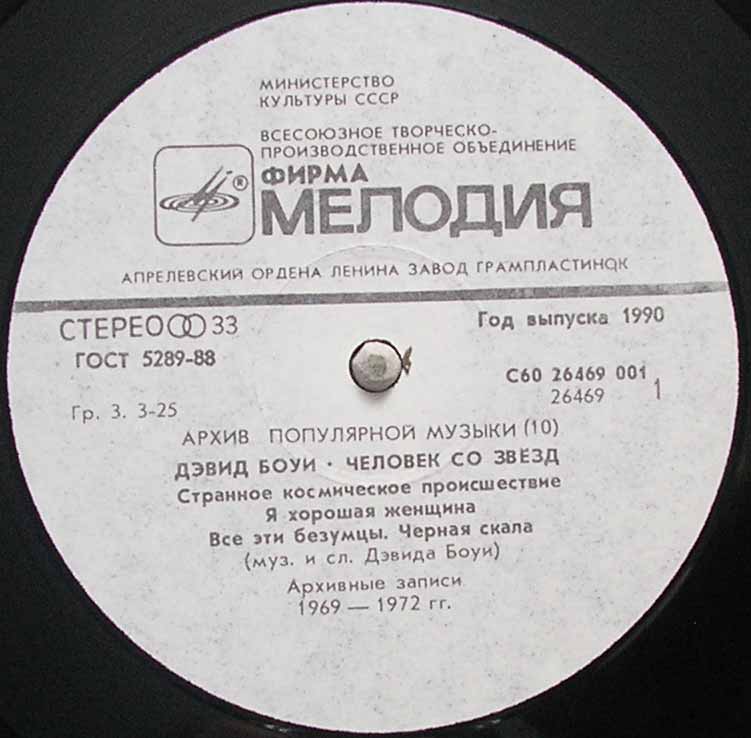 МИНИСТЕРСТВО
КУЛЬТУРЫ СССР
ВСЕСОЮЗНОЕ ТВОРЧЕСКО-
ПРОИЗВОДСТВЕННОЕ ОБЪЕДИНЕНИЕ
ФИРМА
®
МЕЛОДИЯ
АПРЕЛЕВСКИЙ ОРДЕНА ЛЕНИНА ЗАВОД ГРАМПЛАСТИНОК
СТЕРЕО 33
Год выпуска 1990
ГОСТ 5289-88
С60 26469 001
26469 1
Гр. 3. 3-25
АРХИВ ПОПУЛЯРНОЙ МУЗЫКИ (10)
ДЭВИД БОУИ · ЧЕЛОВЕК СО ЗВЁЗД
Странное космическое происшествие
Я хорошая женщина
Все эти безумцы. Черная скала
(муз. и сл. Дэвида Боуи)
Архивные записи
1969 — 1972 гг.